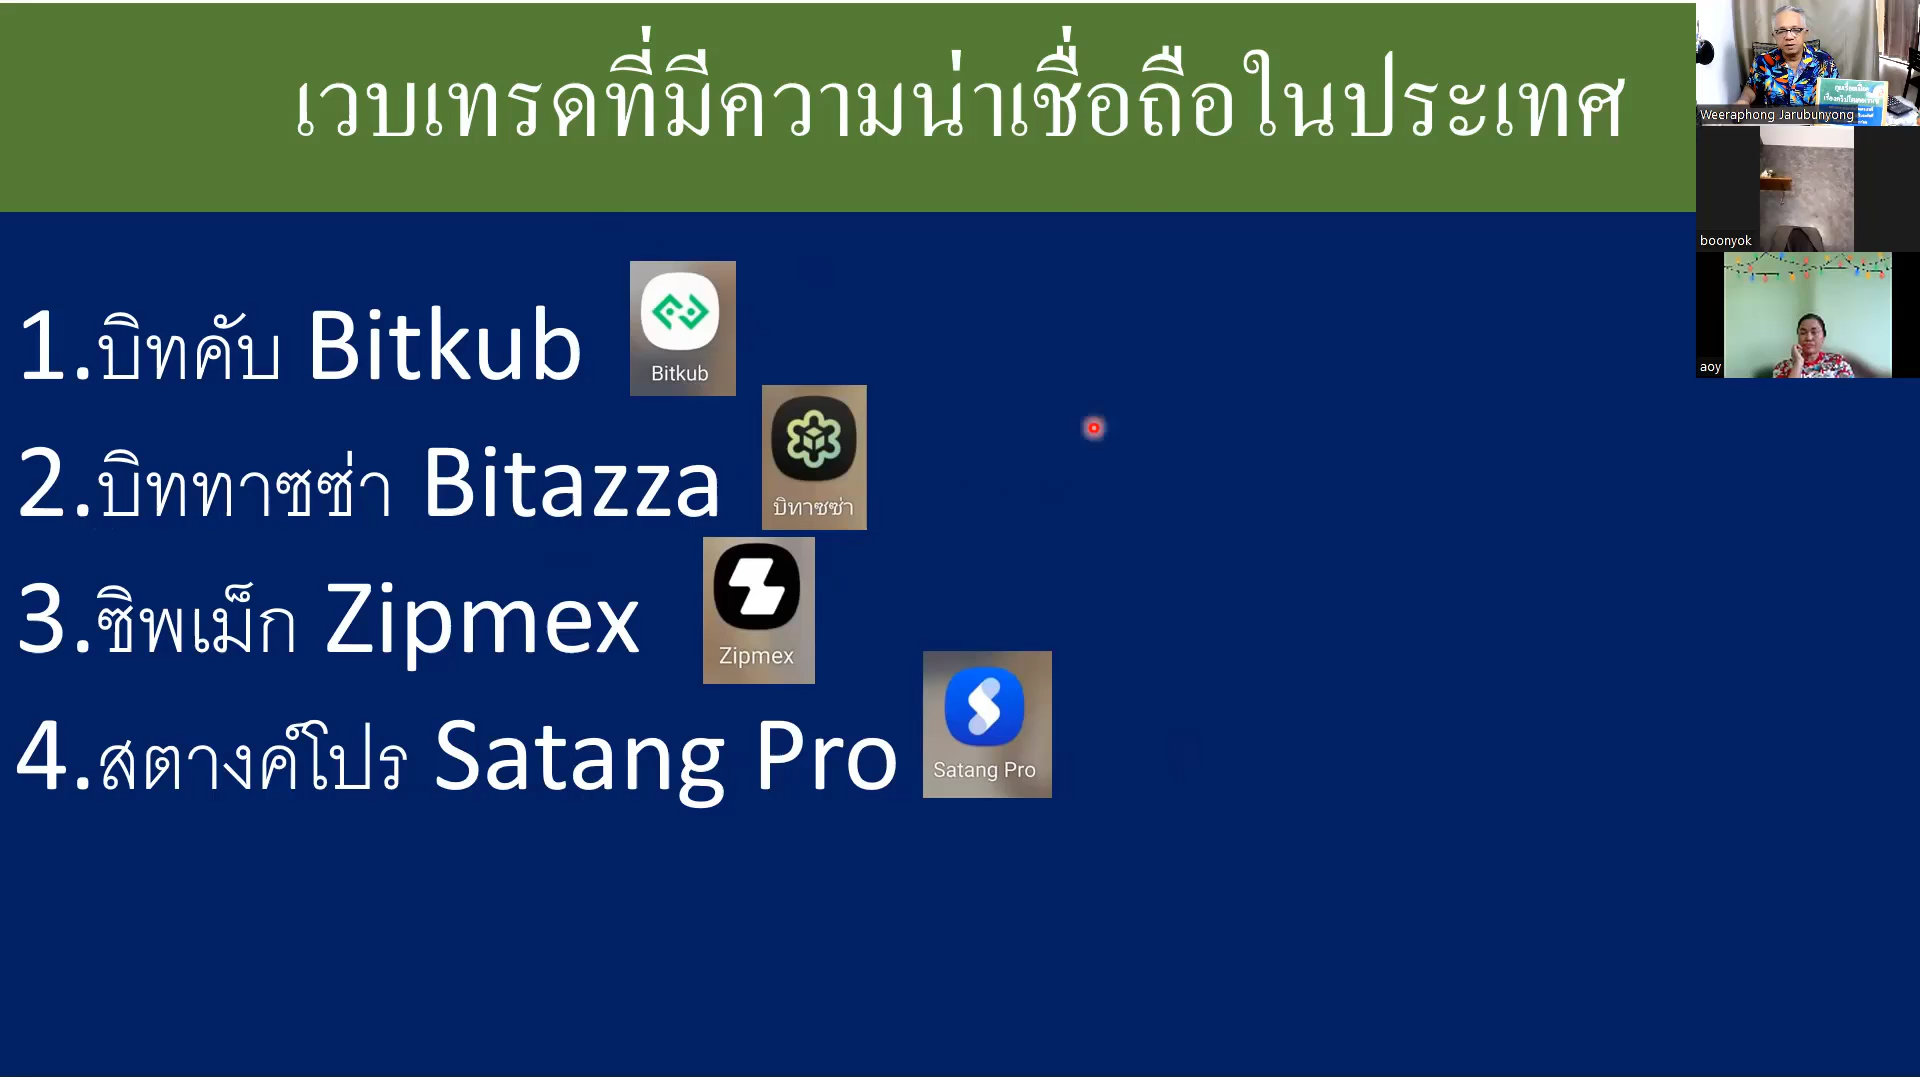 เวบเทรดที่มีความน่าเชื่อถือในประเทศ
1.บิทคับ Bitkub
Bitkub
2.บิททาซซ่า Bitazza
บิทาซซ่า
3.ซิพเม็ก Zipmex
Zipmex
4.สตางค์โปร Satang Pro
Satang Pro
Weeraphong Jarubunyong
boonyok
aoy